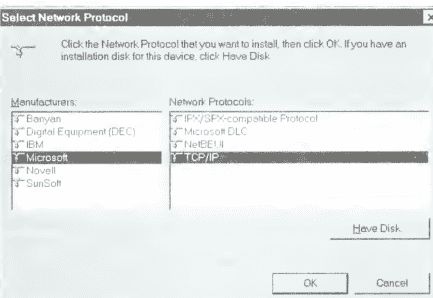 Select Network Protocol
Click the Network Protocol that you want to install, then click OK. If you have an
installation disk for this device, click Have Disk
Manufacturers:
Banyan
Digital Equipment (DEC)
IBM
Microsoft
Novell
SunSoft
Network Protocols:
IPX/SPX-compatible Protocol
Microsoft DLC
NetBEUI
TCP/IP
Have Disk.
OK
Cancel